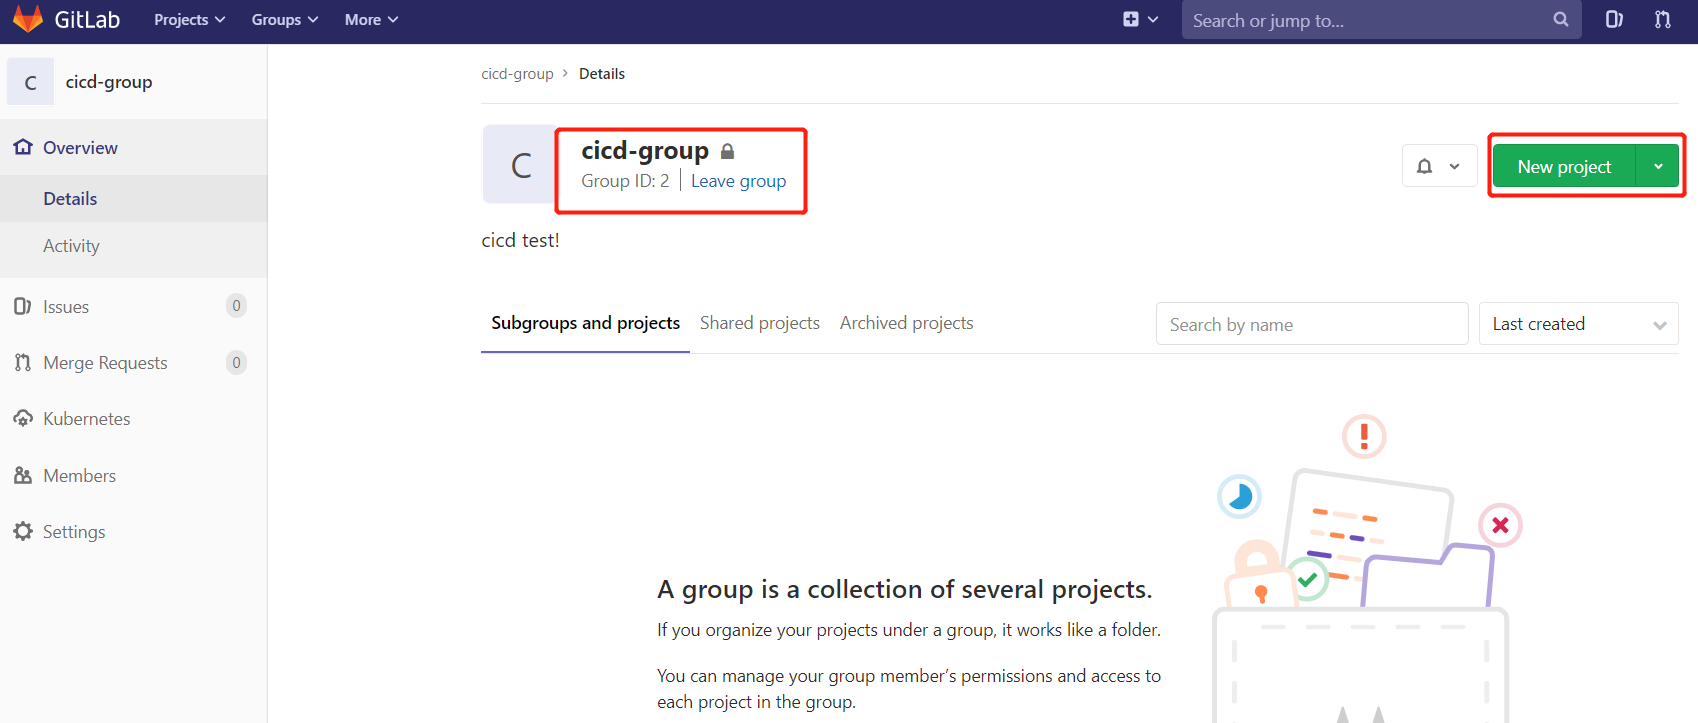 GitLab Projects Groups More Search or jump to...
C cicd-group
Overview
Details
Activity
Issues 0
Merge Requests 0
Kubernetes
Members
Settings
cicd-group > Details
C
cicd-group
Group ID: 2 | Leave group
New project
cicd test!
Subgroups and projects Shared projects Archived projects Search by name Last created
A group is a collection of several projects.
If you organize your projects under a group, it works like a folder.
You can manage your group member’s permissions and access to
each project in the group.